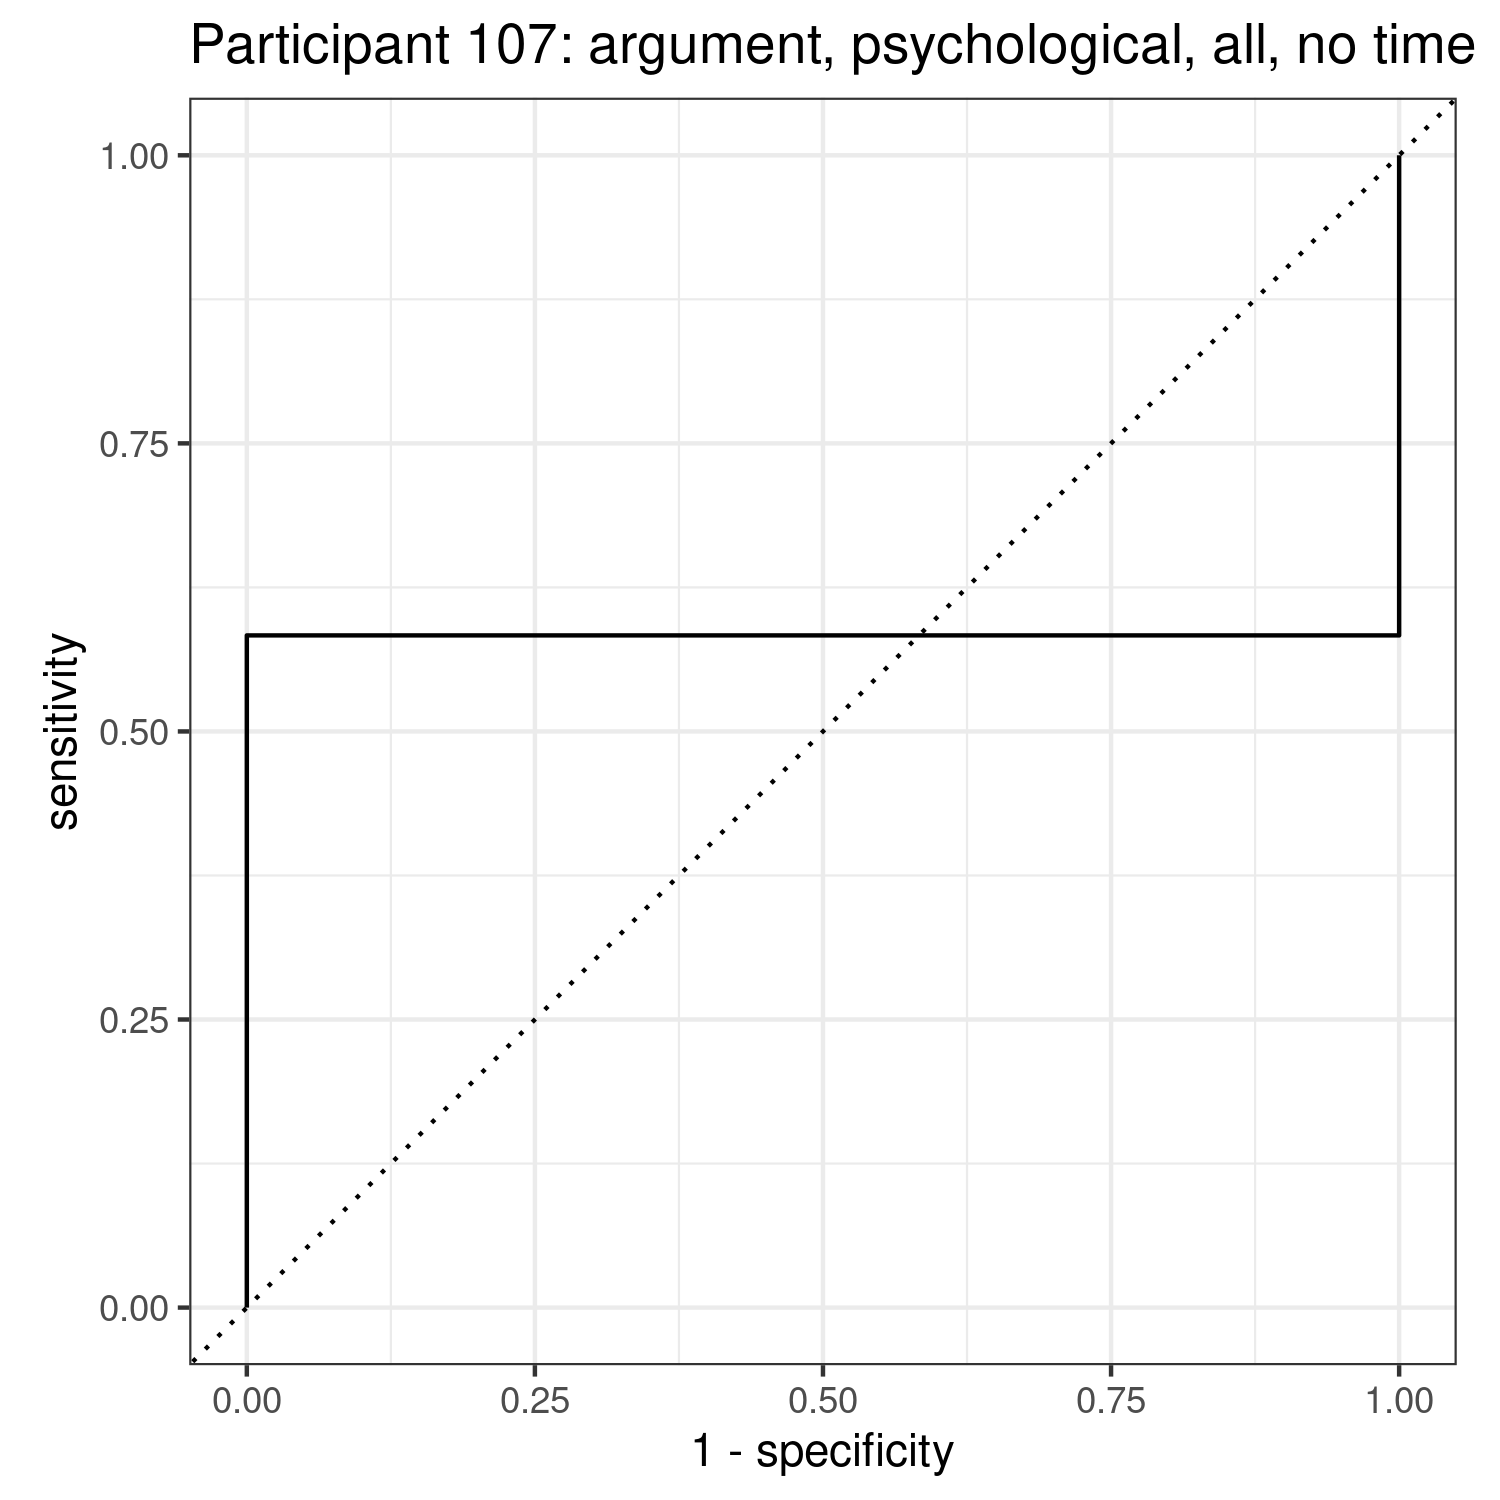 Participant 107: argument, psychological, all, no time
1.00
0.75
0.50
0.25
0.00
sensitivity
0.00 0.25 0.50 0.75 1.00
1 - specificity